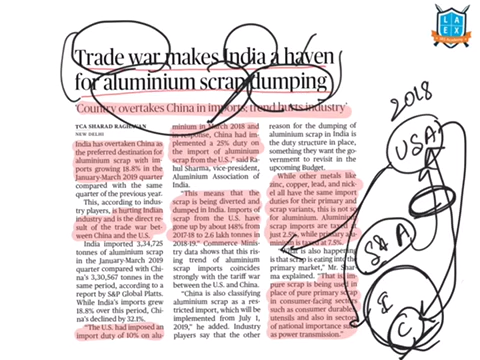 LAEX
Trade war makes India a haven
for aluminium scrap dumping
'Country overtakes China in imports; trend hurts industry'
TCA SHARAD RAGHAVAN
NEW DELHI
India has overtaken China as
the preferred destination for
aluminium scrap with im-
ports growing 18.8% in the
January-March 2019 quarter
compared with the same
quarter of the previous year.
This, according to indus-
try players, is hurting Indian
industry and is the direct re-
sult of the trade war bet-
ween China and the U.S.
India imported 3,34,725
tonnes of aluminium scrap
in the January-March 2019
quarter compared with Chi-
na's 3,30,567 tonnes in the
same period, according to a
report by S&P Global Platts.
While India's imports grew
18.8% over this period, Chi-
na's declined by 32.1%.
"The U.S. had imposed an
import duty of 10% on alu-
minium in March 2018 and
in response, China had im-
plemented a 25% duty on
the import of aluminium
scrap from the U.S.," said Ra-
hul Sharma, vice-president,
Aluminium Association of
India.
"This means that the
scrap is being diverted and
dumped in India. Imports of
scrap from the U.S. have
gone up by about 148% from
2017-18 to 2.6 lakh tonnes in
2018-19." Commerce Minis-
try data shows that this ris-
ing trend of aluminium
scrap imports coincides
strongly with the tariff war
between the U.S. and China.
"China is also classifying
aluminium scrap as a res-
tricted import, which will be
implemented from July 1,
2019," he added. Industry
players say that the other
reason for the dumping of
aluminium scrap in India is
the duty structure in place,
something they want the go-
vernment to revisit in the
upcoming Budget.
While other metals like
zinc, copper, lead, and nic-
kel all have the same import
duties for their primary and
scrap variants, this is not so
for aluminium. Aluminium
scrap imports are taxed at
just 2.5%, while primary alu-
minium is taxed at 7.5%.
"What is also happening
is that scrap is eating into the
primary market," Mr. Shar-
ma explained. "That is, im-
pure scrap is being used in
place of pure primary scrap
in consumer-facing sectors
such as consumer durables,
utensils and also in sectors
of national importance such
as power transmission."
2018
USA
C